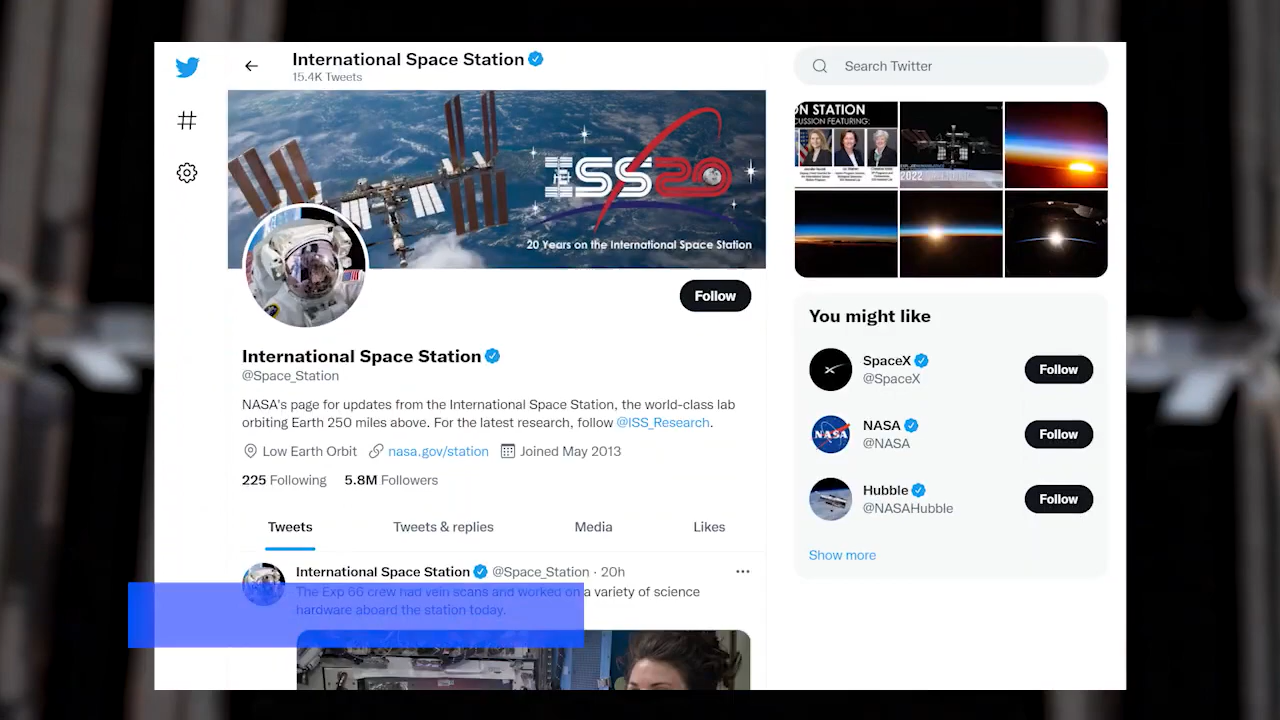 International Space Station
15.4K Tweets
Search Twitter
ISS20
20 Years on the International Space Station
N STATION
CUSSION FEATURING:
2022
Follow
International Space Station
@Space_Station
NASA's page for updates from the International Space Station, the world-class lab
orbiting Earth 250 miles above. For the latest research, follow @ISS_Research.
Low Earth Orbit nasa.gov/station Joined May 2013
225 Following 5.8M Followers
Tweets Tweets & replies Media Likes
International Space Station @Space_Station · 20h
The Exp 66 crew had vein scans and worked on a variety of science
hardware aboard the station today.
You might like
SpaceX
@SpaceX
Follow
NASA
NASA
@NASA
Follow
Hubble
@NASAHubble
Follow
Show more